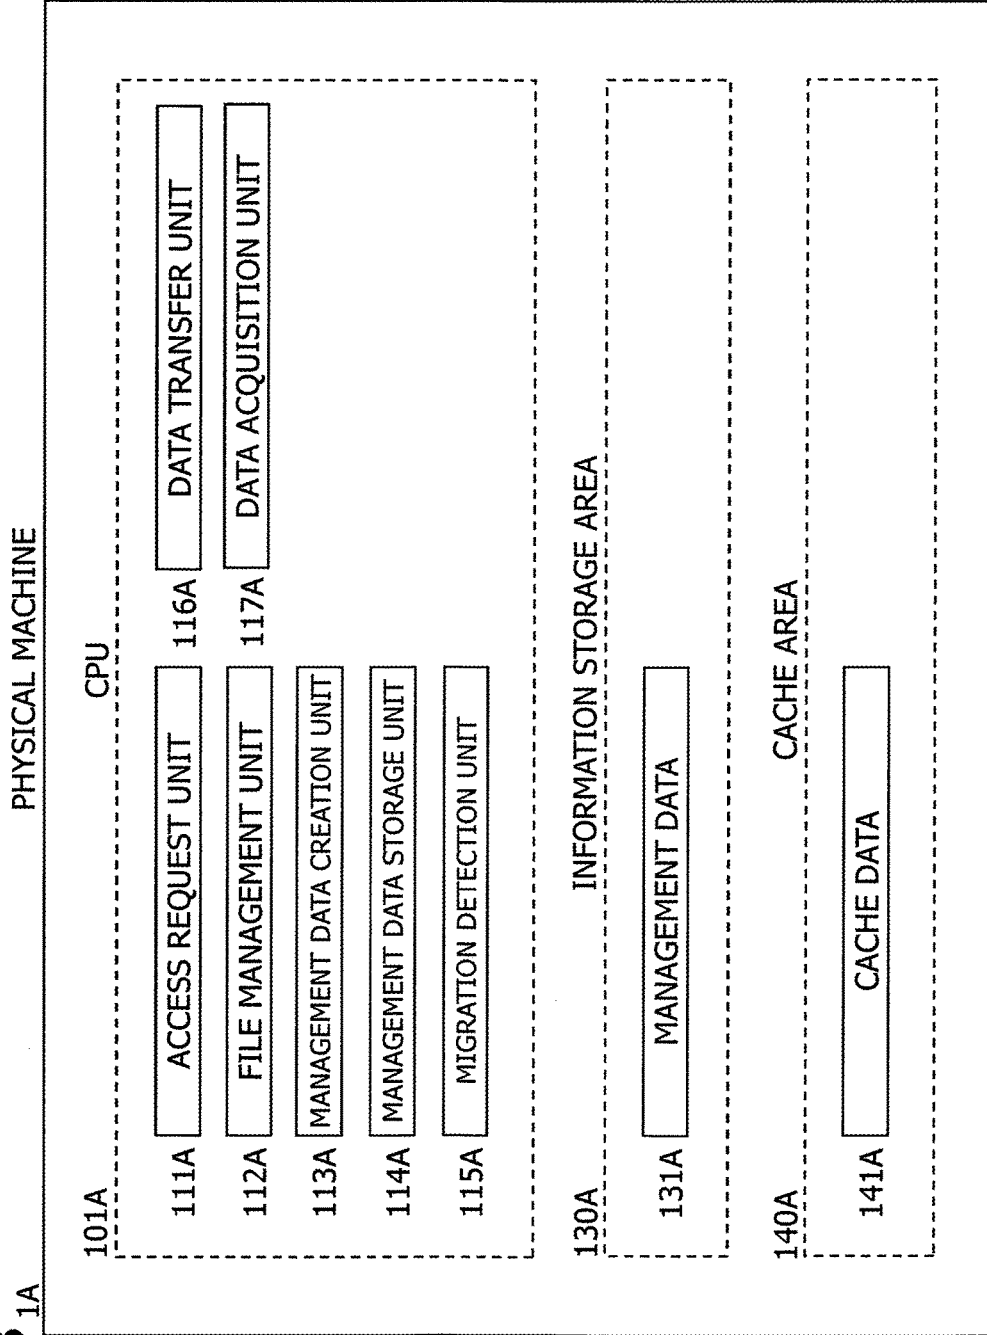 1A
PHYSICAL MACHINE
101A
CPU
111A
ACCESS REQUEST UNIT
116A
DATA TRANSFER UNIT
112A
FILE MANAGEMENT UNIT
117A
DATA ACQUISITION UNIT
113A
MANAGEMENT DATA CREATION UNIT
114A
MANAGEMENT DATA STORAGE UNIT
115A
MIGRATION DETECTION UNIT
130A
INFORMATION STORAGE AREA
131A
MANAGEMENT DATA
140A
CACHE AREA
141A
CACHE DATA